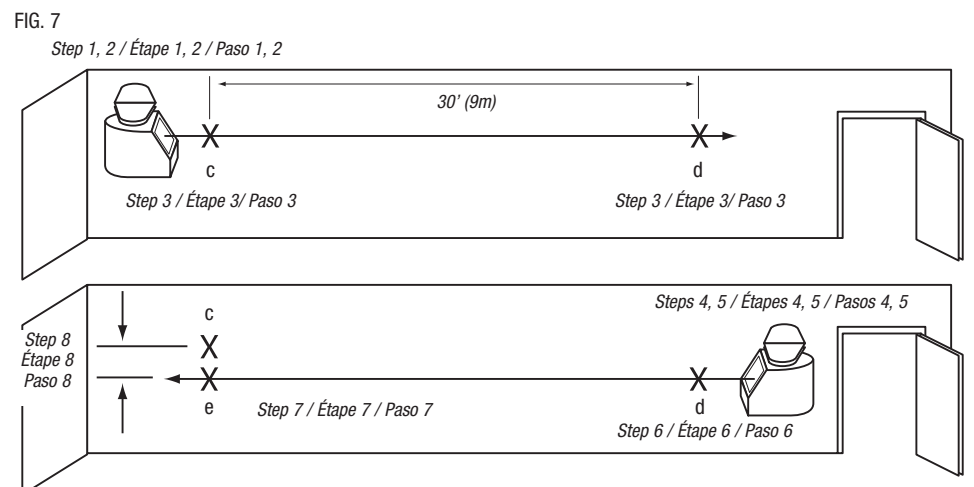 FIG. 7
Step 1, 2 / Étape 1, 2 / Paso 1, 2
30’ (9m)
X X
c d
Step 3 / Étape 3/ Paso 3
Step 3 / Étape 3/ Paso 3
Steps 4, 5 / Étapes 4, 5 / Pasos 4, 5
c
X
Step 8
Étape 8
Paso 8
X X
e d
Step 7 / Étape 7 / Paso 7
Step 6 / Étape 6 / Paso 6